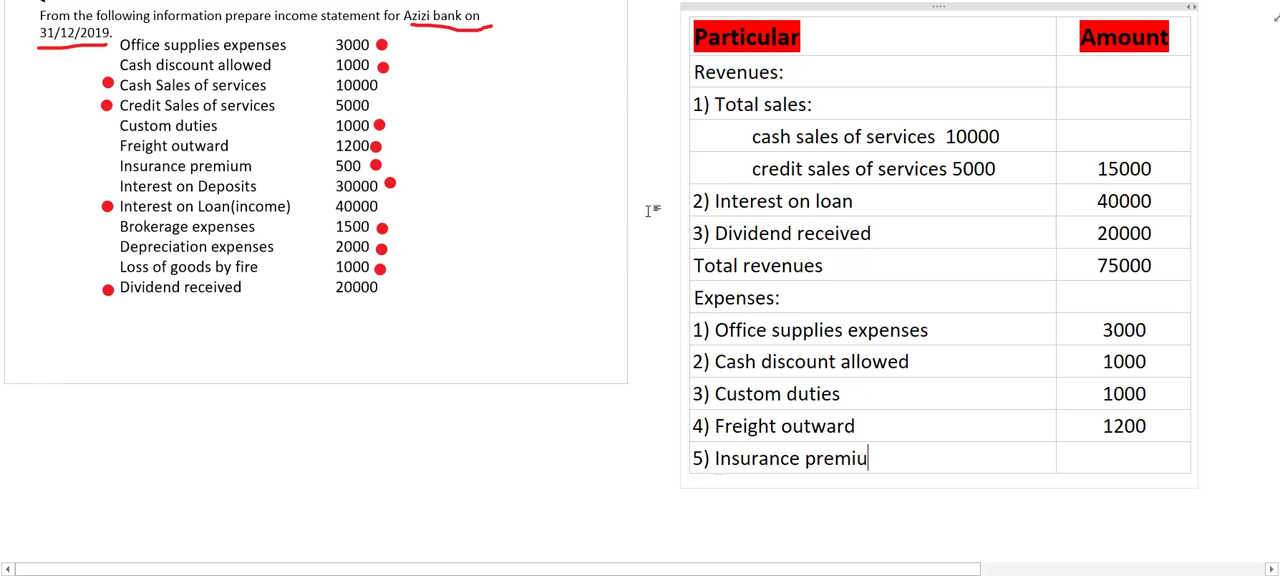 From the following information prepare income statement for Azizi bank on
31/12/2019.
Office supplies expenses 3000
Cash discount allowed 1000
Cash Sales of services 10000
Credit Sales of services 5000
Custom duties 1000
Freight outward 1200
Insurance premium 500
Interest on Deposits 30000
Interest on Loan(income) 40000
Brokerage expenses 1500
Depreciation expenses 2000
Loss of goods by fire 1000
Dividend received 20000
Particular Amount
Revenues:
1) Total sales:
cash sales of services 10000
credit sales of services 5000 15000
2) Interest on loan 40000
3) Dividend received 20000
Total revenues 75000
Expenses:
1) Office supplies expenses 3000
2) Cash discount allowed 1000
3) Custom duties 1000
4) Freight outward 1200
5) Insurance premiu